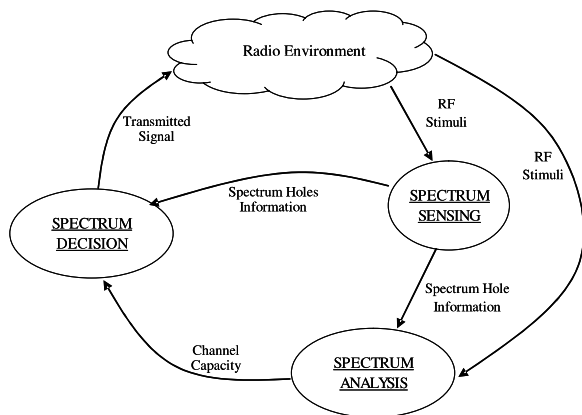 Radio Environment
RF
Stimuli
Transmitted
Signal
RF
Stimuli
Spectrum Holes
Information
SPECTRUM
SENSING
SPECTRUM
DECISION
Spectrum Hole
Information
Channel
Capacity
SPECTRUM
ANALYSIS